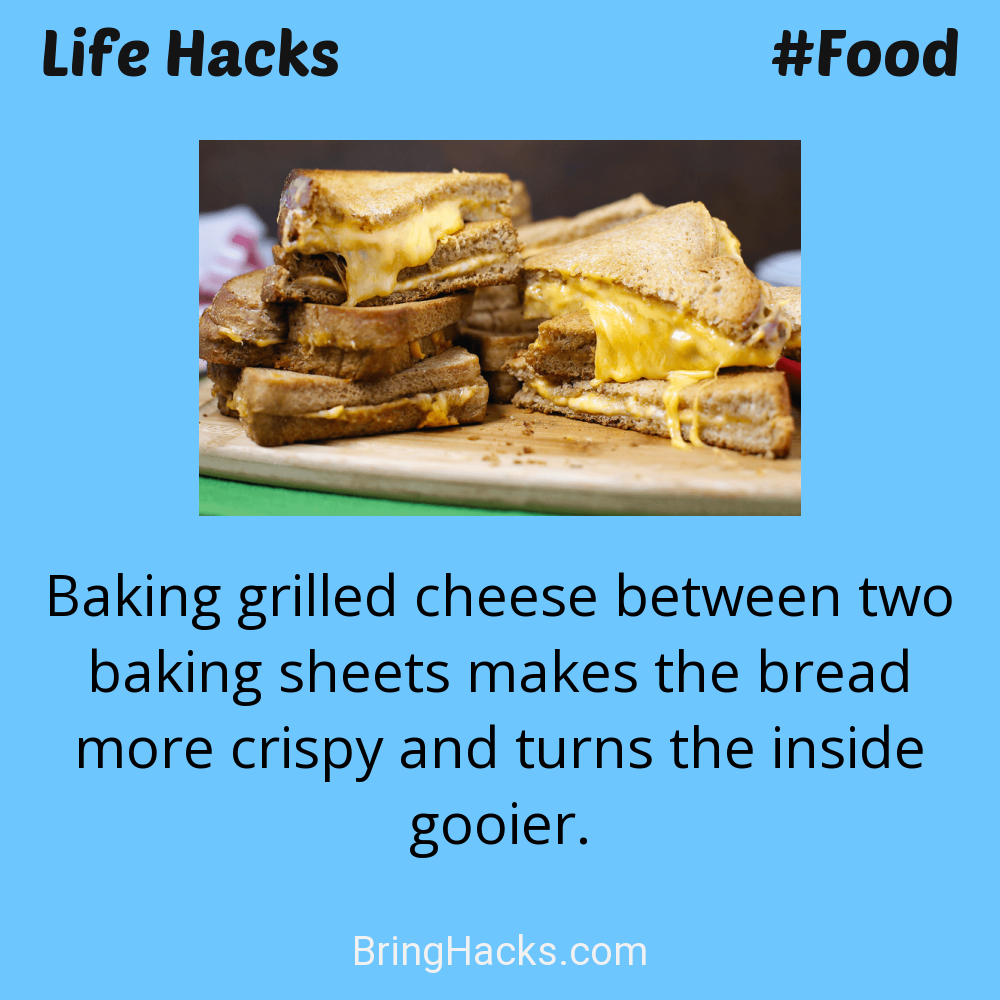 Life Hacks
#Food
Baking grilled cheese between two
baking sheets makes the bread
more crispy and turns the inside
gooier.
BringHacks.com